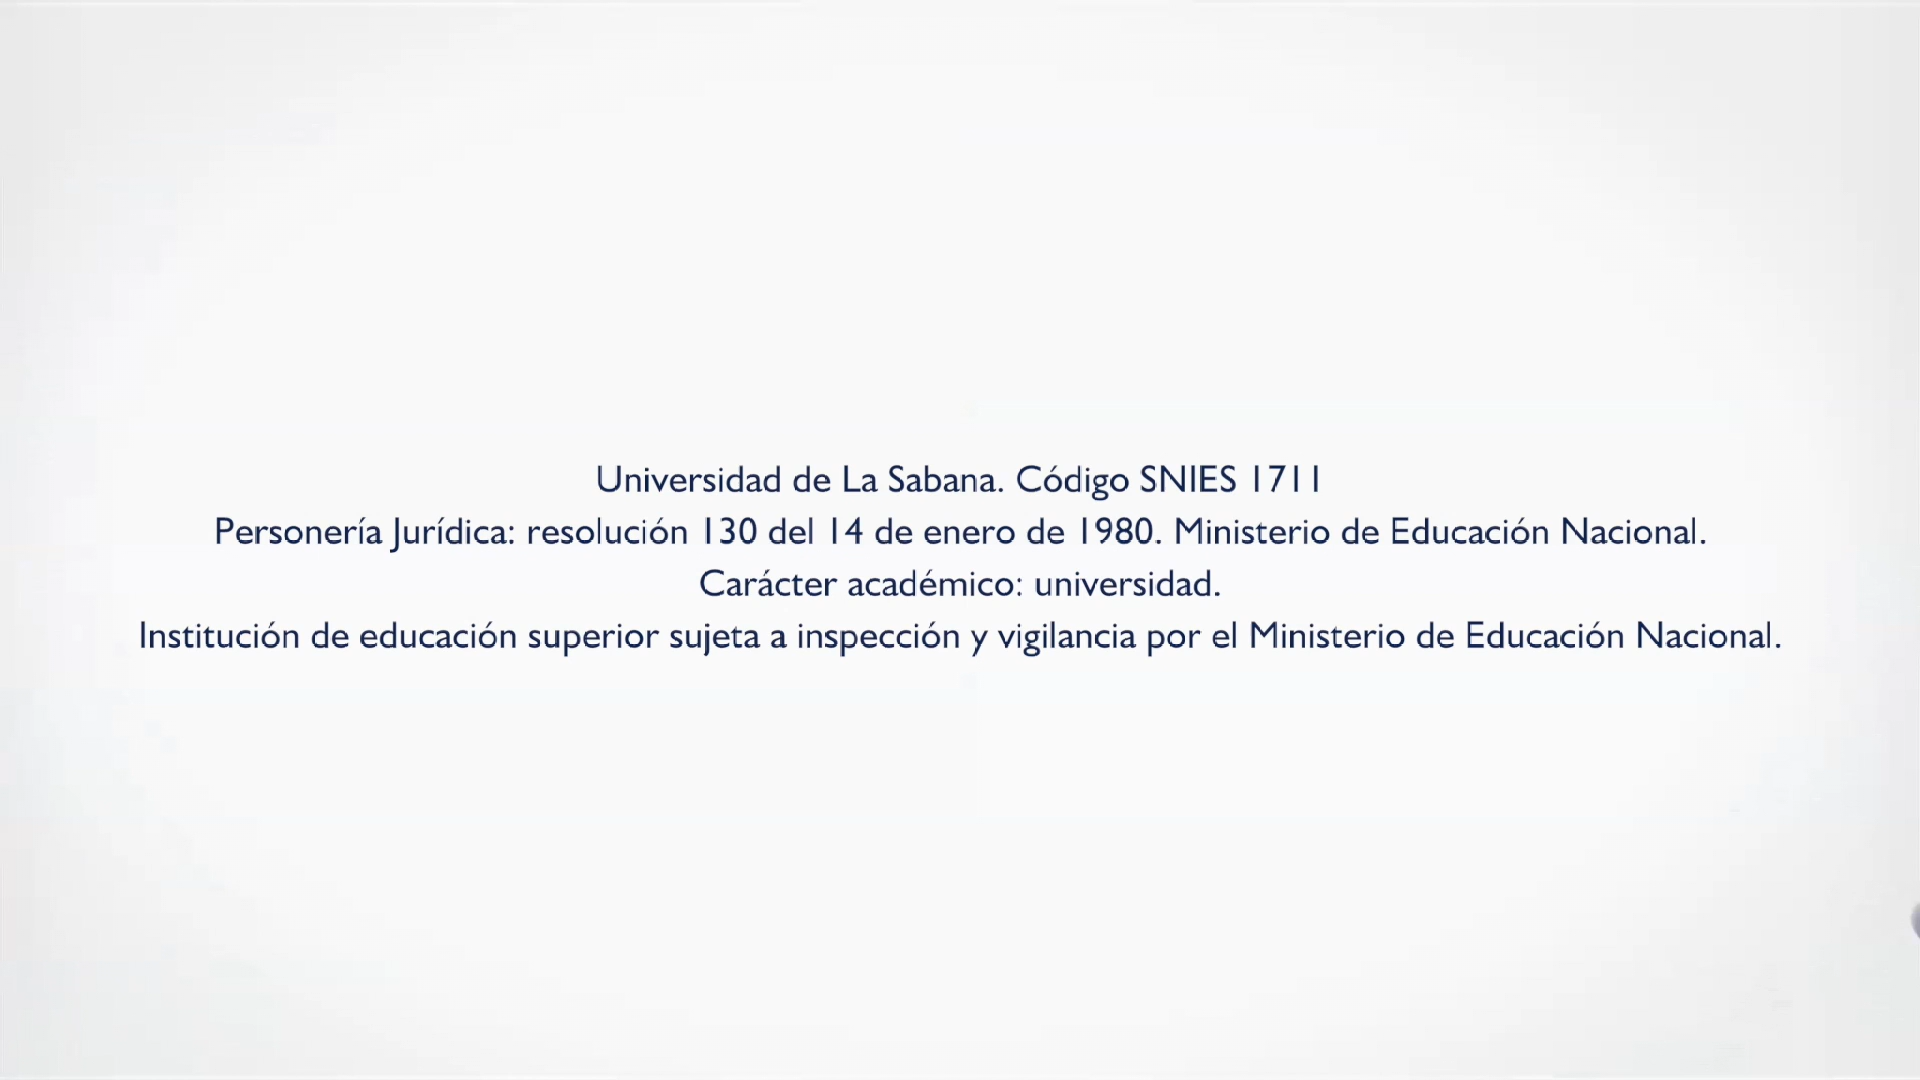 Universidad de La Sabana. Código SNIES 1711
Personería Jurídica: resolución 130 del 14 de enero de 1980. Ministerio de Educación Nacional.
Carácter académico: universidad.
Institución de educación superior sujeta a inspección y vigilancia por el Ministerio de Educación Nacional.